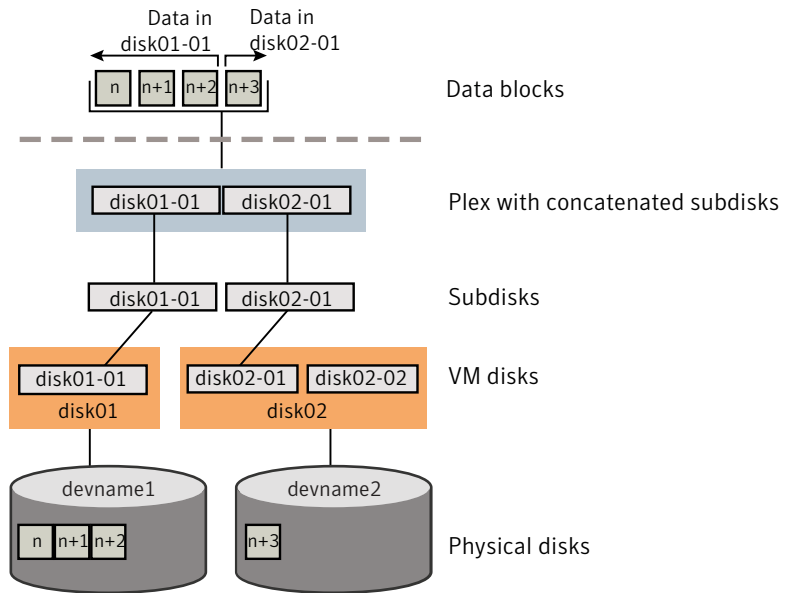 Data in
disk01-01
Data in
disk02-01
n
n+1
n+2
n+3
Data blocks
disk01-01
disk02-01
Plex with concatenated subdisks
disk01-01
disk02-01
Subdisks
disk01-01
disk02-01
disk02-02
VM disks
disk01
disk02
devname1
devname2
n
n+1
n+2
n+3
Physical disks